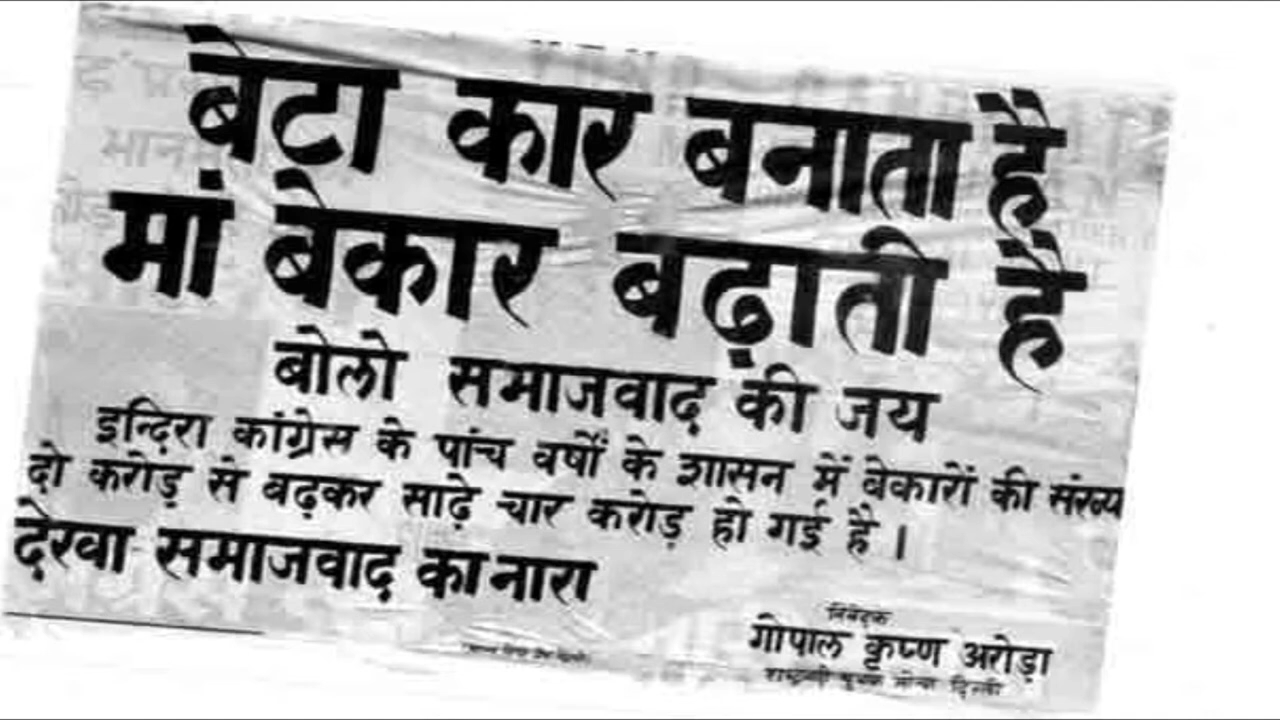 बेटा कार बनाता है
मां बेकार बढ़ाती है
बोलो समाजवाद की जय
इन्दिरा कांग्रेस के पांच वर्षों के शासन में बेकारों की संख्य
दो करोड़ से बढ़कर साढ़े चार करोड़ हो गई है ।
देखा समाजवाद का नारा
निवेदक
गोपाल कृष्ण अरोड़ा
दिल्ली